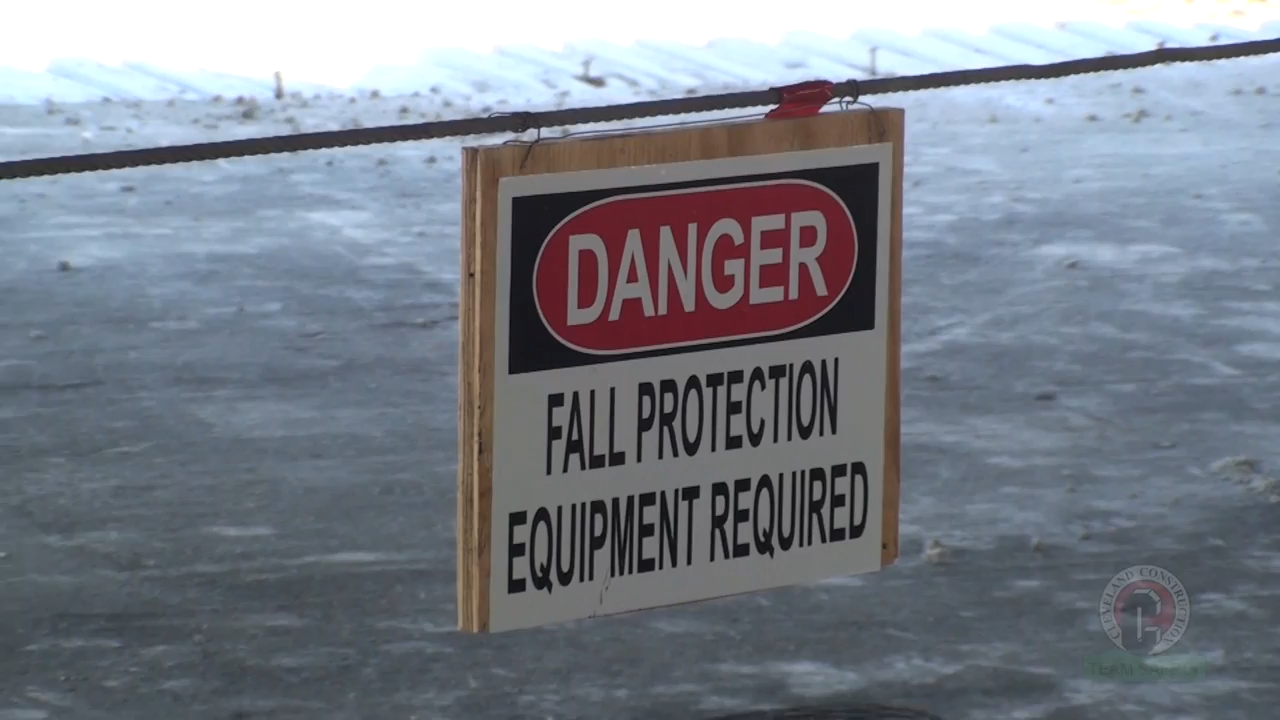 DANGER
FALL PROTECTION
EQUIPMENT REQUIRED
CLEVELAND CONSTRUCTION